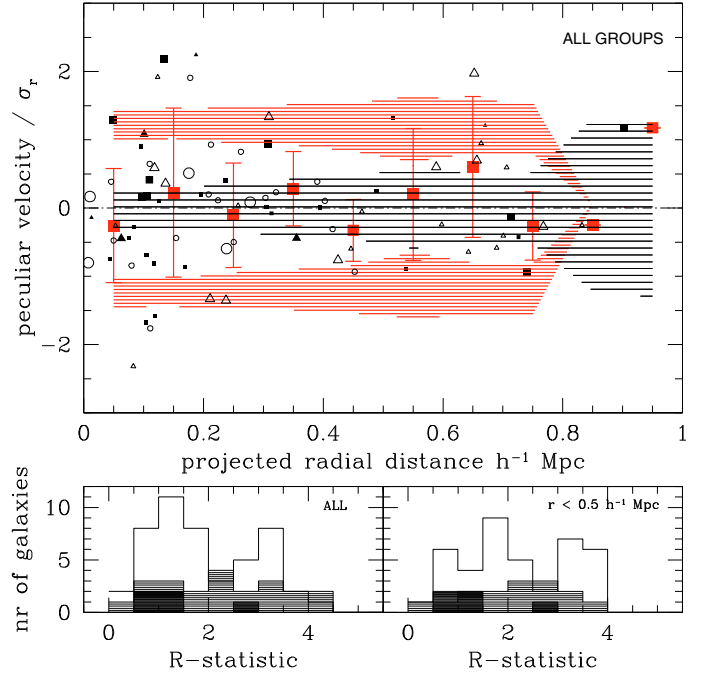 ALL GROUPS
peculiar velocity / σr
2
0
−2
0
0.2
0.4
0.6
0.8
1
projected radial distance h⁻¹ Mpc
nr of galaxies
10
5
0
ALL
r < 0.5 h⁻¹ Mpc
0
2
4
0
2
4
R−statistic
R−statistic